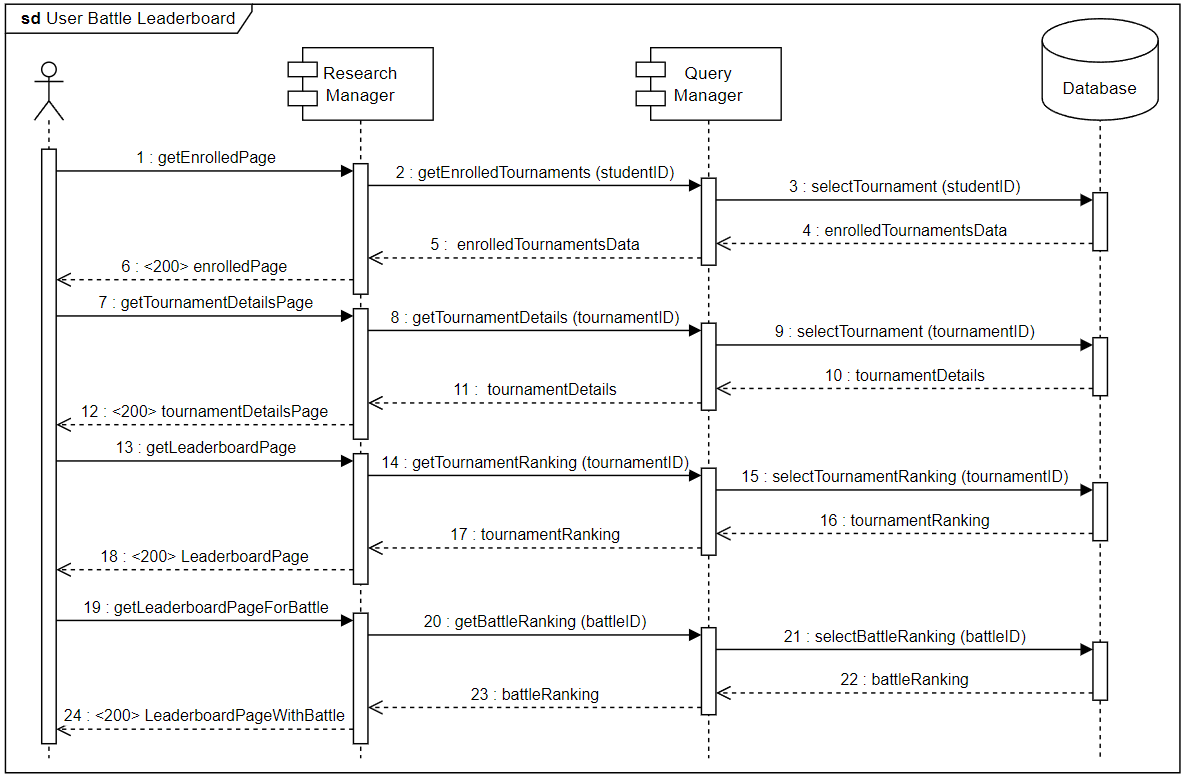 sd User Battle Leaderboard
Research
Manager
Query
Manager
Database
1 : getEnrolledPage
2 : getEnrolledTournaments (studentID)
3 : selectTournament (studentID)
4 : enrolledTournamentsData
5 : enrolledTournamentsData
6 : <200> enrolledPage
7 : getTournamentDetailsPage
8 : getTournamentDetails (tournamentID)
9 : selectTournament (tournamentID)
10 : tournamentDetails
11 : tournamentDetails
12 : <200> tournamentDetailsPage
13 : getLeaderboardPage
14 : getTournamentRanking (tournamentID)
15 : selectTournamentRanking (tournamentID)
16 : tournamentRanking
17 : tournamentRanking
18 : <200> LeaderboardPage
19 : getLeaderboardPageForBattle
20 : getBattleRanking (battleID)
21 : selectBattleRanking (battleID)
22 : battleRanking
23 : battleRanking
24 : <200> LeaderboardPageWithBattle